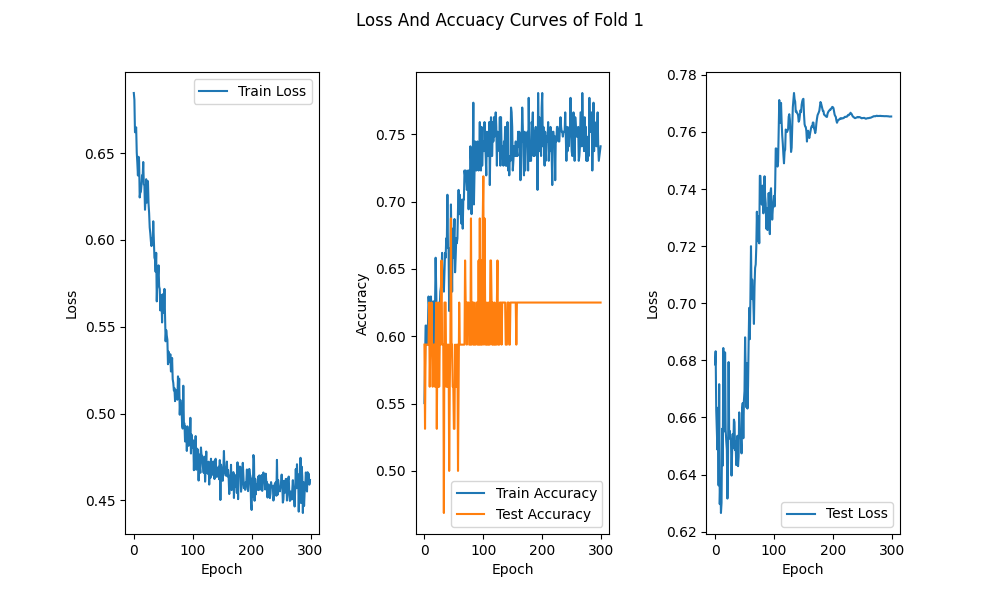 Loss And Accuacy Curves of Fold 1
Train Loss
Loss
0.65
0.60
0.55
0.50
0.45
0
100
200
300
Epoch
Accuracy
0.75
0.70
0.65
0.60
0.55
0.50
Train Accuracy
Test Accuracy
0
100
200
300
Epoch
Loss
0.78
0.76
0.74
0.72
0.70
0.68
0.66
0.64
0.62
Test Loss
0
100
200
300
Epoch